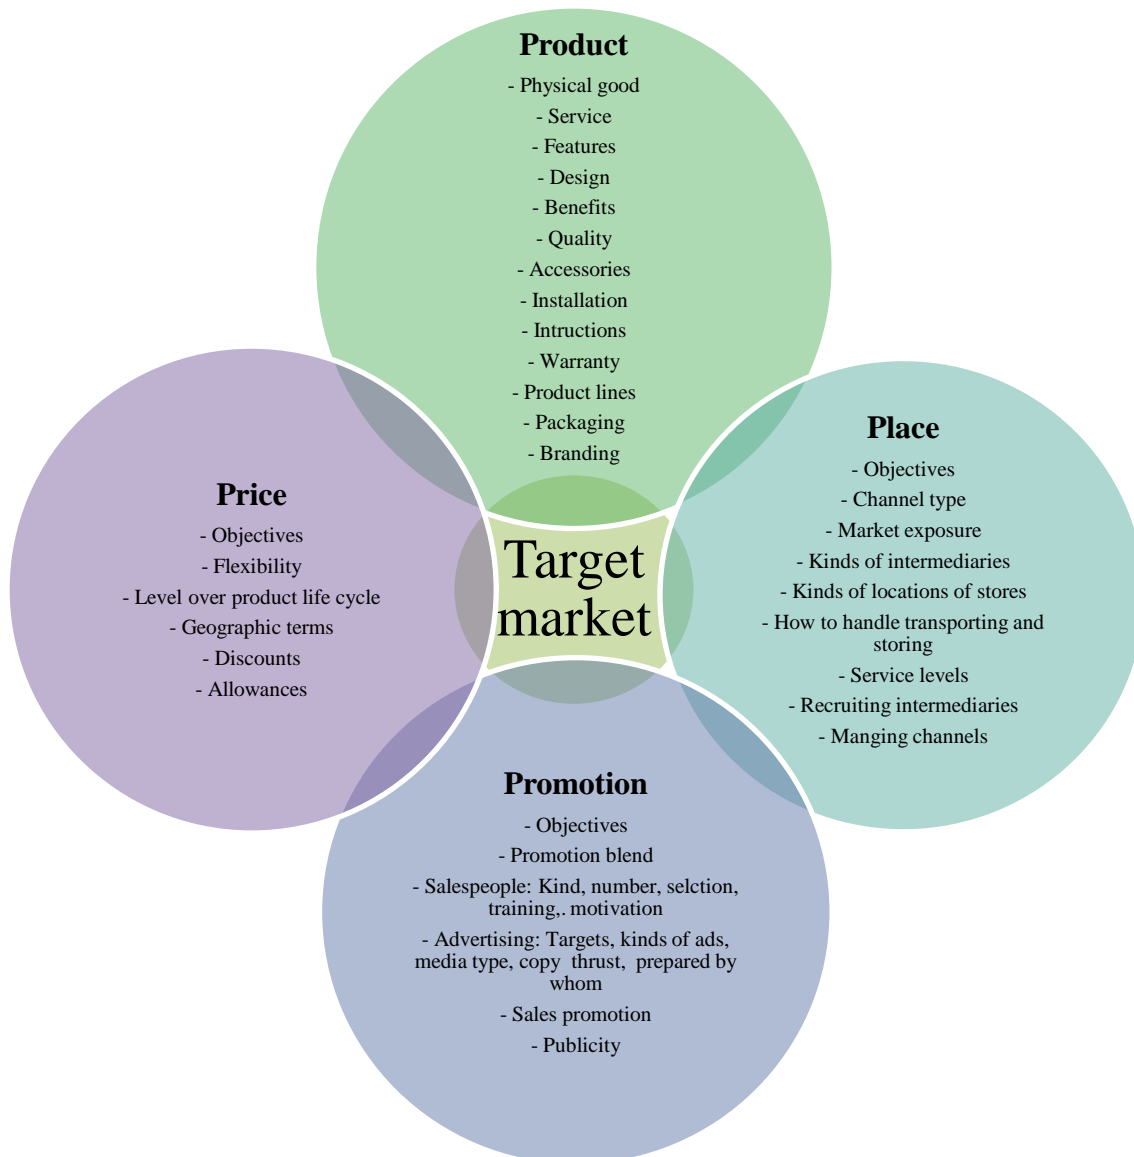 Product
- Physical good
- Service
- Features
- Design
- Benefits
- Quality
- Accessories
- Installation
- Intructions
- Warranty
- Product lines
- Packaging
- Branding
Price
- Objectives
- Flexibility
- Level over product life cycle
- Geographic terms
- Discounts
- Allowances
Target
market
Place
- Objectives
- Channel type
- Market exposure
- Kinds of intermediaries
- Kinds of locations of stores
- How to handle transporting and
storing
- Service levels
- Recruiting intermediaries
- Manging channels
Promotion
- Objectives
- Promotion blend
- Salespeople: Kind, number, selction,
training,. motivation
- Advertising: Targets, kinds of ads,
media type, copy  thrust,  prepared by
whom
- Sales promotion
- Publicity